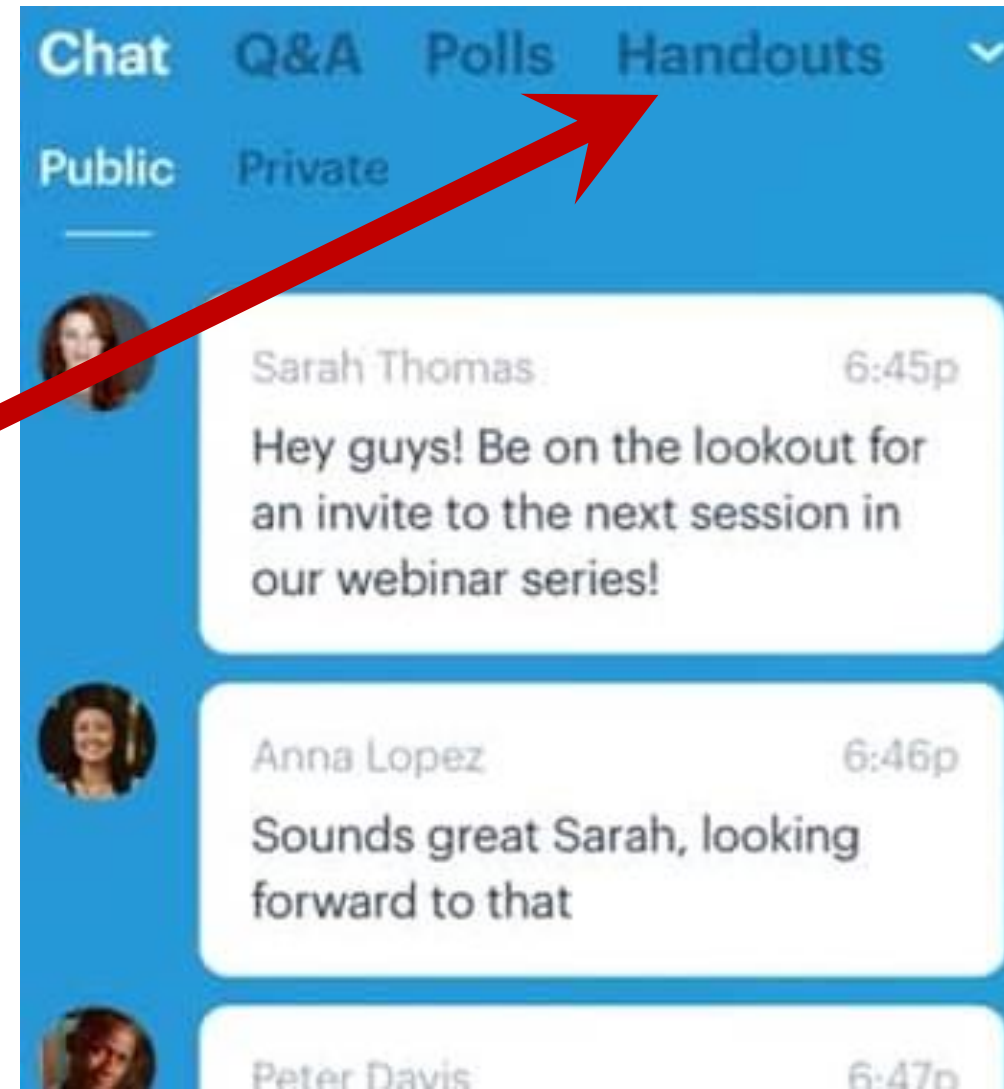 Chat Q&A Polls Handouts
Public Private
Sarah Thomas 6:45p
Hey guys! Be on the lookout for
an invite to the next session in
our webinar series!
Anna Lopez 6:46p
Sounds great Sarah, looking
forward to that
Peter Davis 6:47p